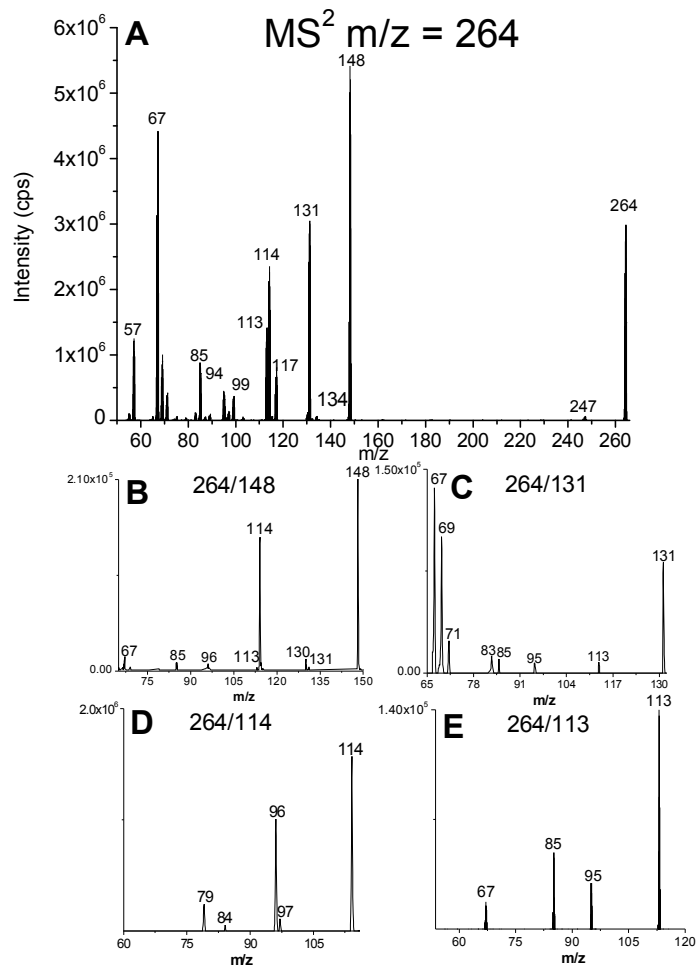 A MS² m/z = 264
6x10⁶
5x10⁶
4x10⁶
3x10⁶
2x10⁶
1x10⁶
0
Intensity (cps)
57
67
85
94
99
113
114
117
131
134
148
247
264
60 80 100 120 140 160 180 200 220 240 260
m/z
B 264/148
2.10x10⁵
0.00
67
85
96
113
114
130
131
148
75 90 105 120 135 150
m/z
C 264/131
1.50x10⁵
0.00
67
69
71
83
85
95
113
131
65 78 91 104 117 130
m/z
D 264/114
2.0x10⁶
79
84
96
97
114
60 75 90 105
m/z
E 264/113
1.40x10⁵
67
85
95
113
60 80 100 120
m/z